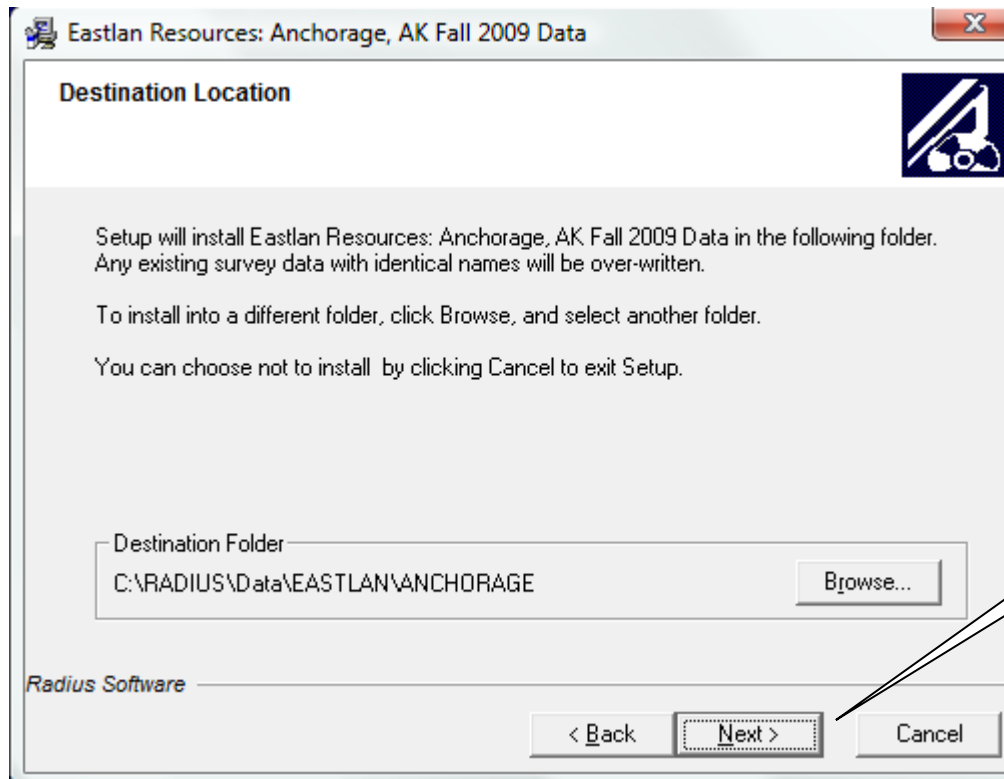 Eastlan Resources: Anchorage, AK Fall 2009 Data
Destination Location
Setup will install Eastlan Resources: Anchorage, AK Fall 2009 Data in the following folder.
Any existing survey data with identical names will be over-written.
To install into a different folder, click Browse, and select another folder.
You can choose not to install  by clicking Cancel to exit Setup.
Destination Folder
C:\RADIUS\Data\EASTLAN\ANCHORAGE
Browse...
Radius Software
< Back
Next >
Cancel